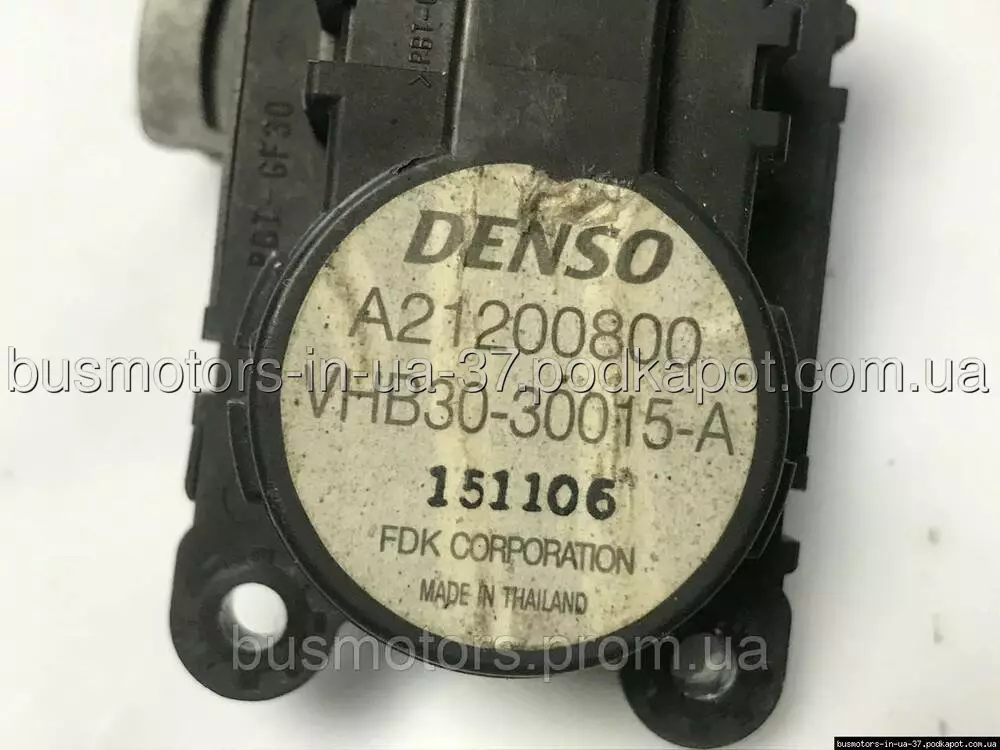 >PBT-G
PBT-GF30
DENSO
A21200800
busmotors-in-ua-37.podkapot.com.ua
VHB30-30015-A
151106
FDK CORPORATION
MADE IN THAILAND
busmotors.prom.ua
busmotors-in-ua-37.podkapot.com.ua